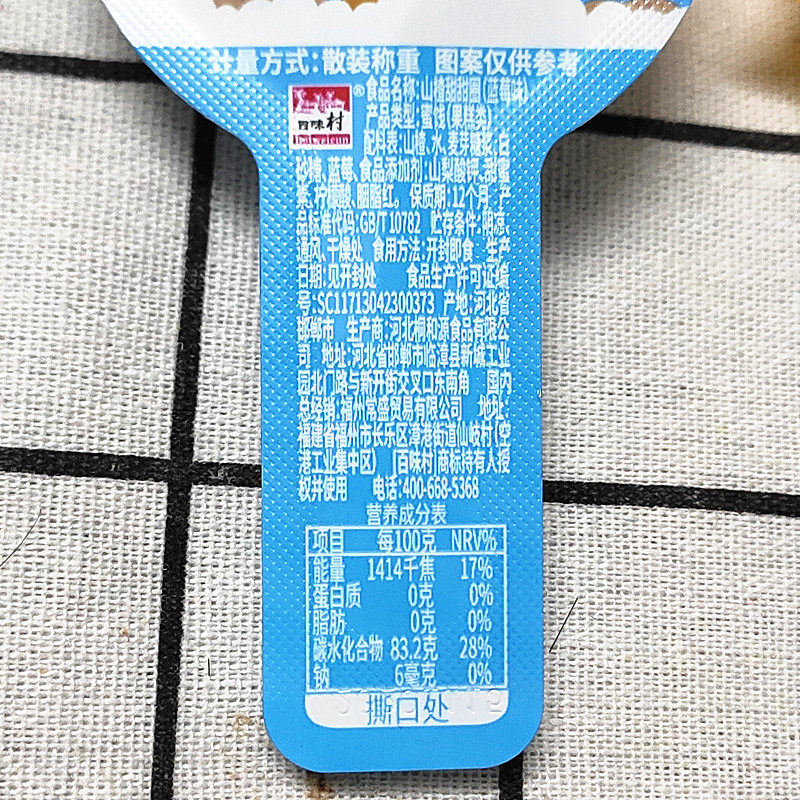 计量方式:散装称重 图案仅供参考
®食品名称:山楂甜甜圈(蓝莓味)
百味村
baiweicun
产品类型:蜜饯(果糕类)
配料表:山楂、水、麦芽糖浆、白
砂糖、蓝莓、食品添加剂:山梨酸钾、甜蜜
素、柠檬酸、胭脂红。 保质期:12个月 产
品标准代码:GB/T 10782 贮存条件:阴凉、
通风、干燥处 食用方法:开封即食 生产
日期:见开封处 食品生产许可证编
号:SC11713042300373 产地:河北省
邯郸市 生产商:河北桐和源食品有限公
司 地址:河北省邯郸市临漳县新城工业
园北门路与新开街交叉口东南角 国内
总经销:福州常盛贸易有限公司 地址:
福建省福州市长乐区漳港街道仙岐村(空
港工业集中区) [百味村]商标持有人授
权并使用 电话:400-668-5368
营养成分表
项目 每100克 NRV%
能量 1414千焦 17%
蛋白质 0克 0%
脂肪 0克 0%
碳水化合物 83.2克 28%
钠 6毫克 0%
撕口处